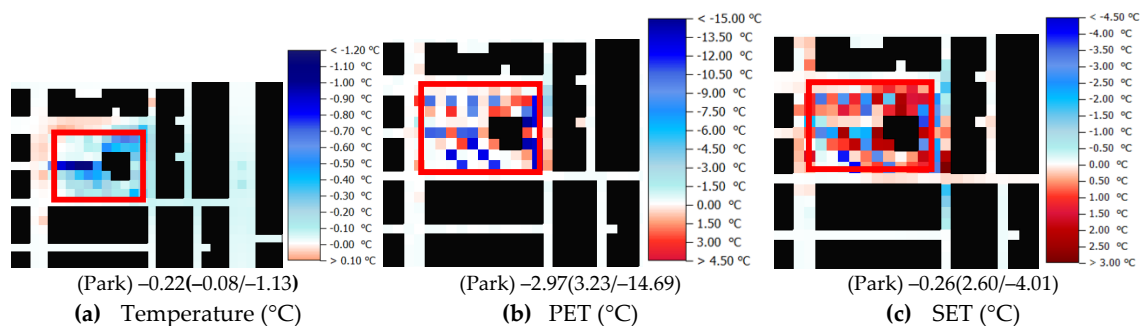 < -1.20 °C
-1.00 °C
-0.90 °C
-0.80 °C
-0.70 °C
-0.60 °C
-0.50 °C
-0.40 °C
-0.30 °C
-0.20 °C
-0.10 °C
-0.00 °C
> 0.10 °C
(Park) –0.22(–0.08/–1.13)
(a) Temperature (°C)
< -15.00 °C
-13.50 °C
-12.00 °C
-10.50 °C
-9.00 °C
-7.50 °C
-6.00 °C
-4.50 °C
-3.00 °C
-1.50 °C
0.00 °C
1.50 °C
3.00 °C
> 4.50 °C
(Park) –2.97(3.23/–14.69)
(b) PET (°C)
< -4.50 °C
-4.00 °C
-3.50 °C
-3.00 °C
-2.50 °C
-2.00 °C
-1.50 °C
-1.00 °C
-0.50 °C
0.00 °C
0.50 °C
1.00 °C
1.50 °C
2.00 °C
2.50 °C
> 3.00 °C
(Park) –0.26(2.60/–4.01)
(c) SET (°C)